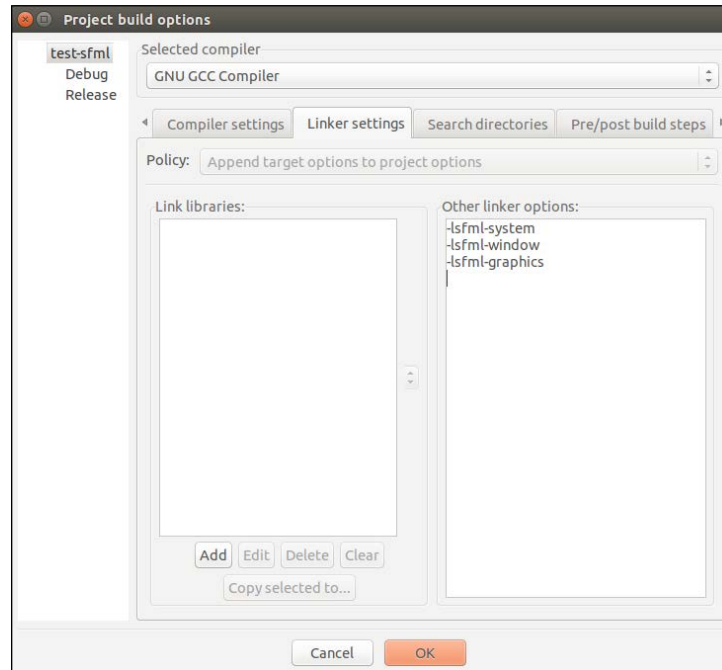 Project build options
test-sfml
Debug
Release
Selected compiler
GNU GCC Compiler
Compiler settings
Linker settings
Search directories
Pre/post build steps
Policy:
Append target options to project options
Link libraries:
Other linker options:
-lsfml-system
-lsfml-window
-lsfml-graphics
Add
Edit
Delete
Clear
Copy selected to...
Cancel
OK